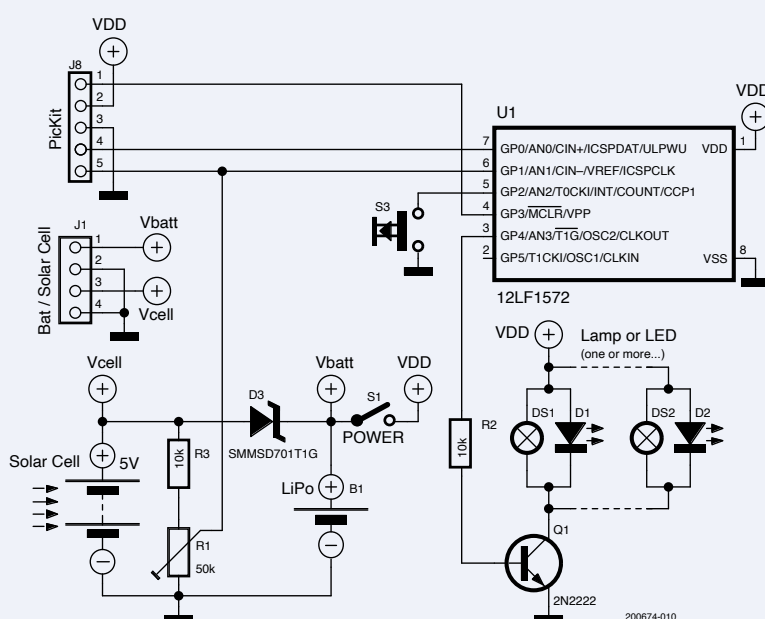 VDD
J8
PicKit
1
2
3
4
5
U1
VDD
7 GP0/AN0/CIN+/ICSPDAT/ULPWU VDD 1
6 GP1/AN1/CIN–/VREF/ICSPCLK
5 GP2/AN2/T0CKI/INT/COUNT/CCP1
4 GP3/MCLR/VPP
3 GP4/AN3/T1G/OSC2/CLKOUT
2 GP5/T1CKI/OSC1/CLKIN VSS 8
12LF1572
S3
J1
Bat / Solar Cell
1
2
3
4
Vbatt
Vcell
VDD
Lamp or LED
(one or more...)
DS1 D1 DS2 D2
Vcell
Vbatt
VDD
D3
SMMSD701T1G
S1
POWER
R2
10k
R3
10k
Solar Cell
5V
LiPo
B1
R1
50k
Q1
2N2222
200674-010